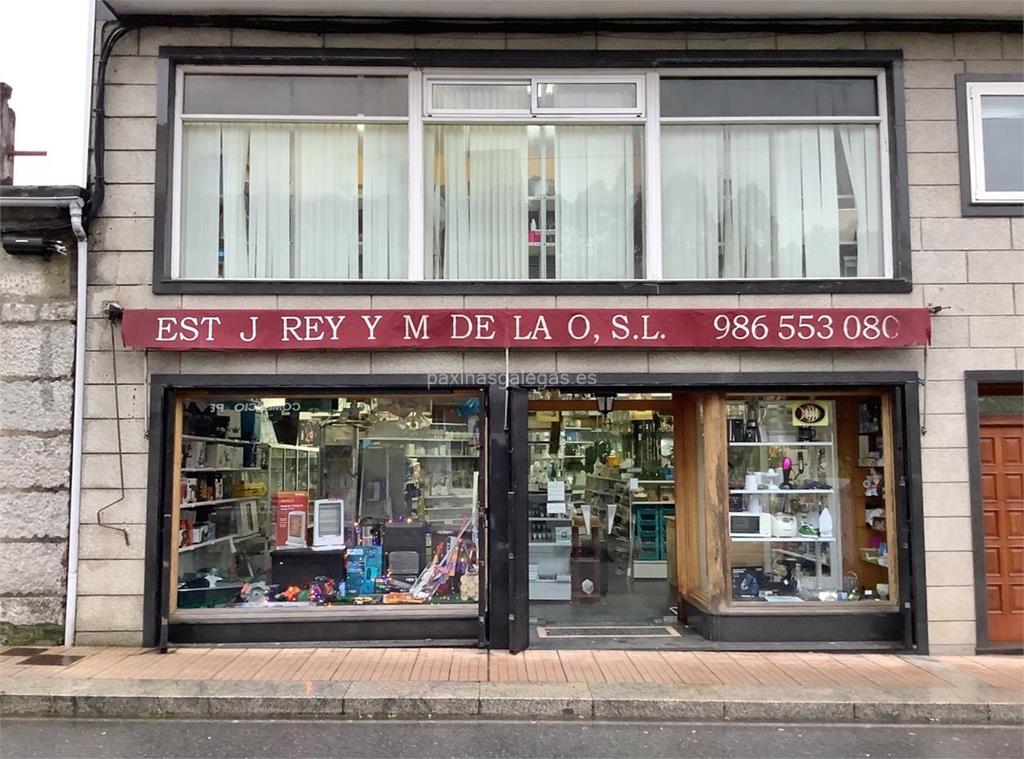 EST J REY Y M DE LA O, S.L. 986 553 080
paxinasgalegas.es